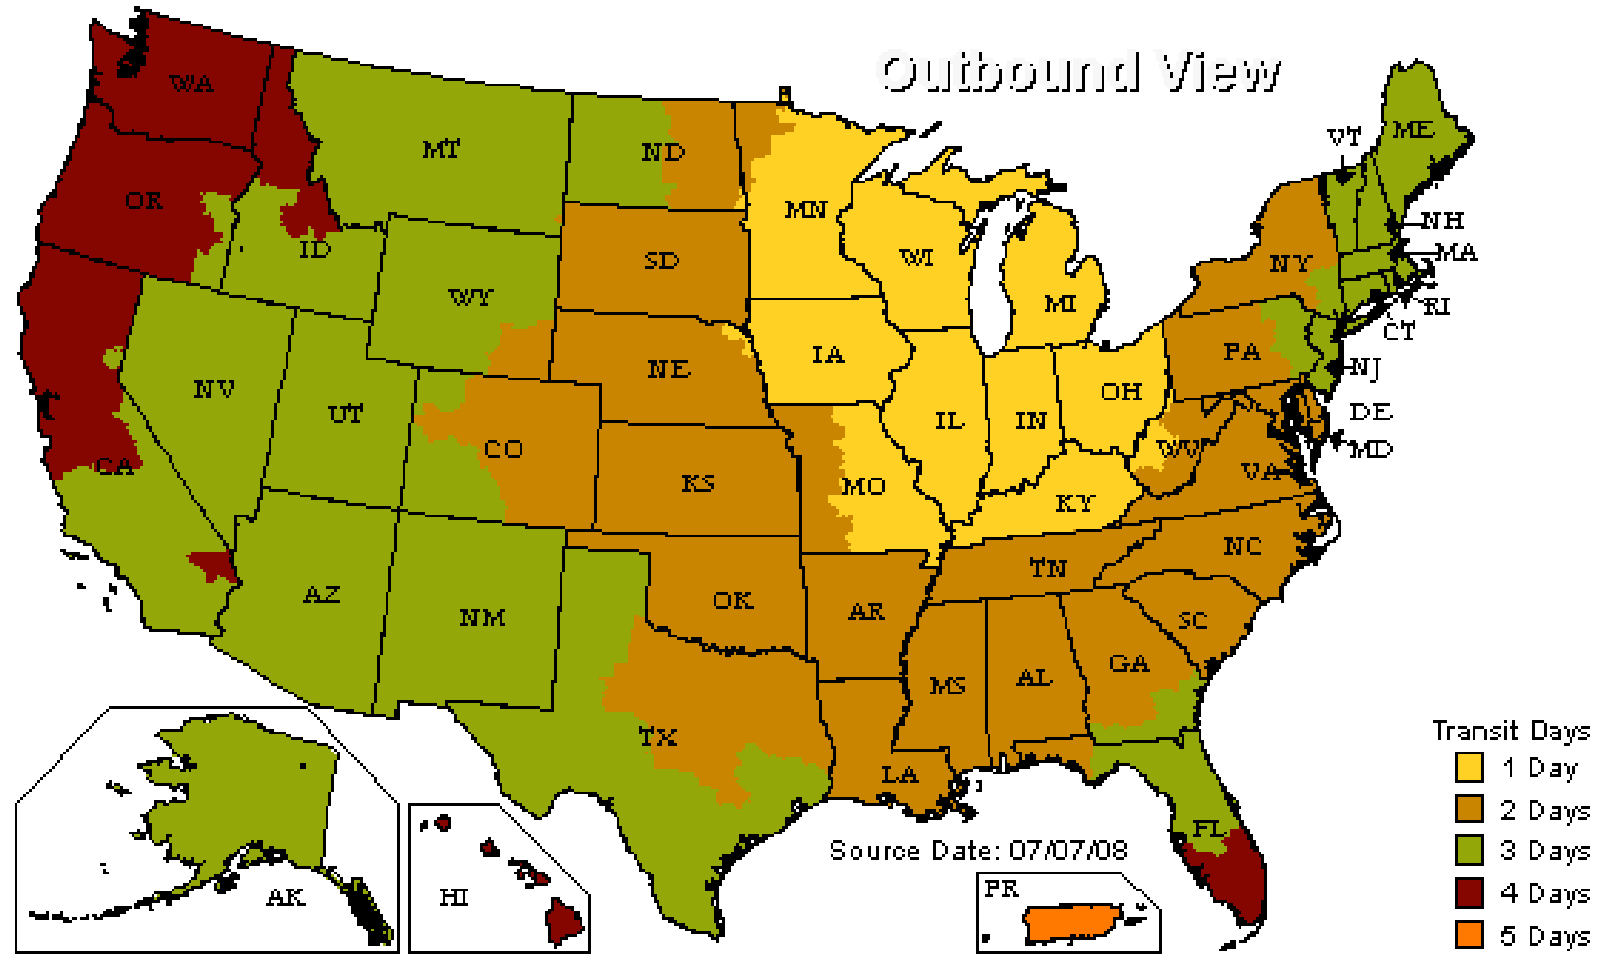 Outbound View
WA
MT
ND
VT
ME
OR
MN
NH
ID
SD
WI
NY
MA
WY
MI
RI
CT
NV
NE
IA
PA
NJ
UT
CO
IL
IN
OH
DE
CA
KS
MO
WV
MD
KY
VA
AZ
NM
OK
AR
TN
NC
SC
MS
AL
GA
TX
LA
FL
AK
HI
PR
Source Date: 07/07/08
Transit Days
1 Day
2 Days
3 Days
4 Days
5 Days